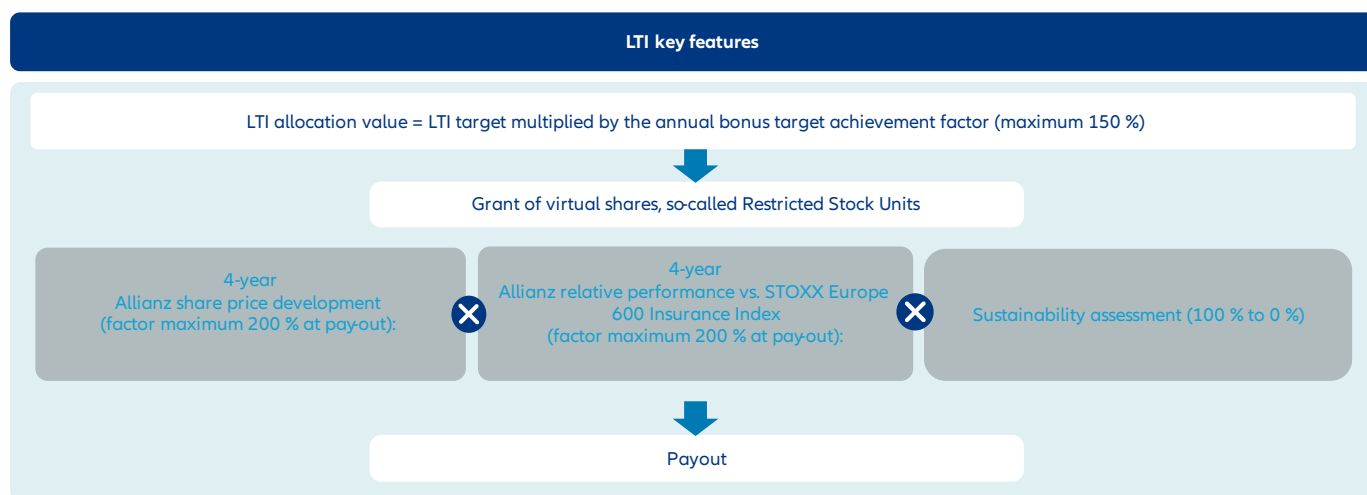 LTI key features
LTI allocation value = LTI target multiplied by the annual bonus target achievement factor (maximum 150 %)
Grant of virtual shares, so-called Restricted Stock Units
4-year
Allianz share price development
(factor maximum 200 % at pay-out):
4-year
Allianz relative performance vs. STOXX Europe
600 Insurance Index
(factor maximum 200 % at payout):
Sustainability assessment (100 % to 0 %)
Payout